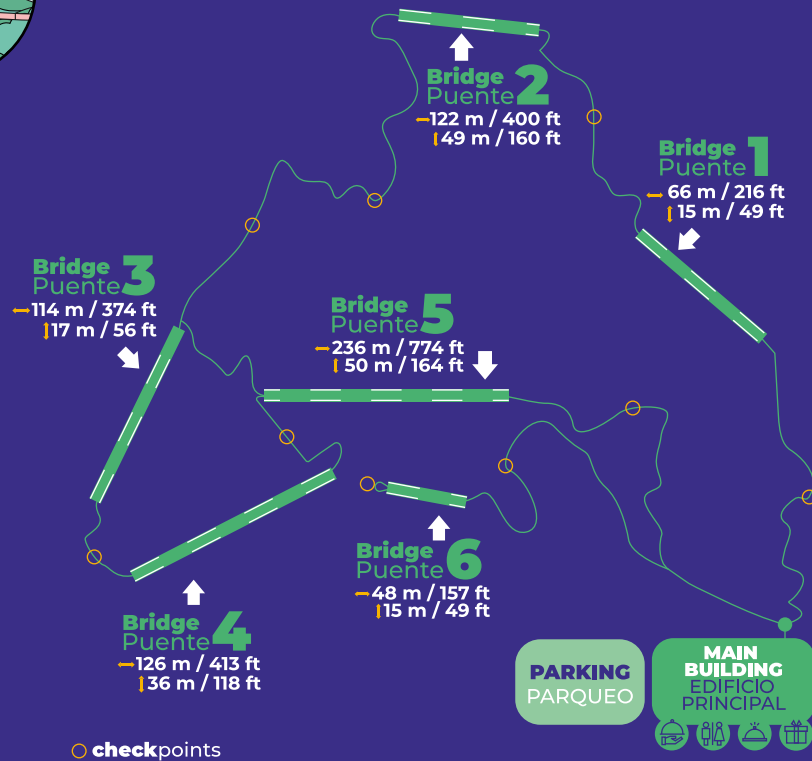 Bridge
Puente 2
122 m / 400 ft
49 m / 160 ft
Bridge
Puente 1
66 m / 216 ft
15 m / 49 ft
Bridge
Puente 3
114 m / 374 ft
17 m / 56 ft
Bridge
Puente 5
236 m / 774 ft
50 m / 164 ft
Bridge
Puente 6
48 m / 157 ft
15 m / 49 ft
Bridge
Puente 4
126 m / 413 ft
36 m / 118 ft
PARKING
PARQUEO
MAIN
BUILDING
EDIFICIO
PRINCIPAL
checkpoints